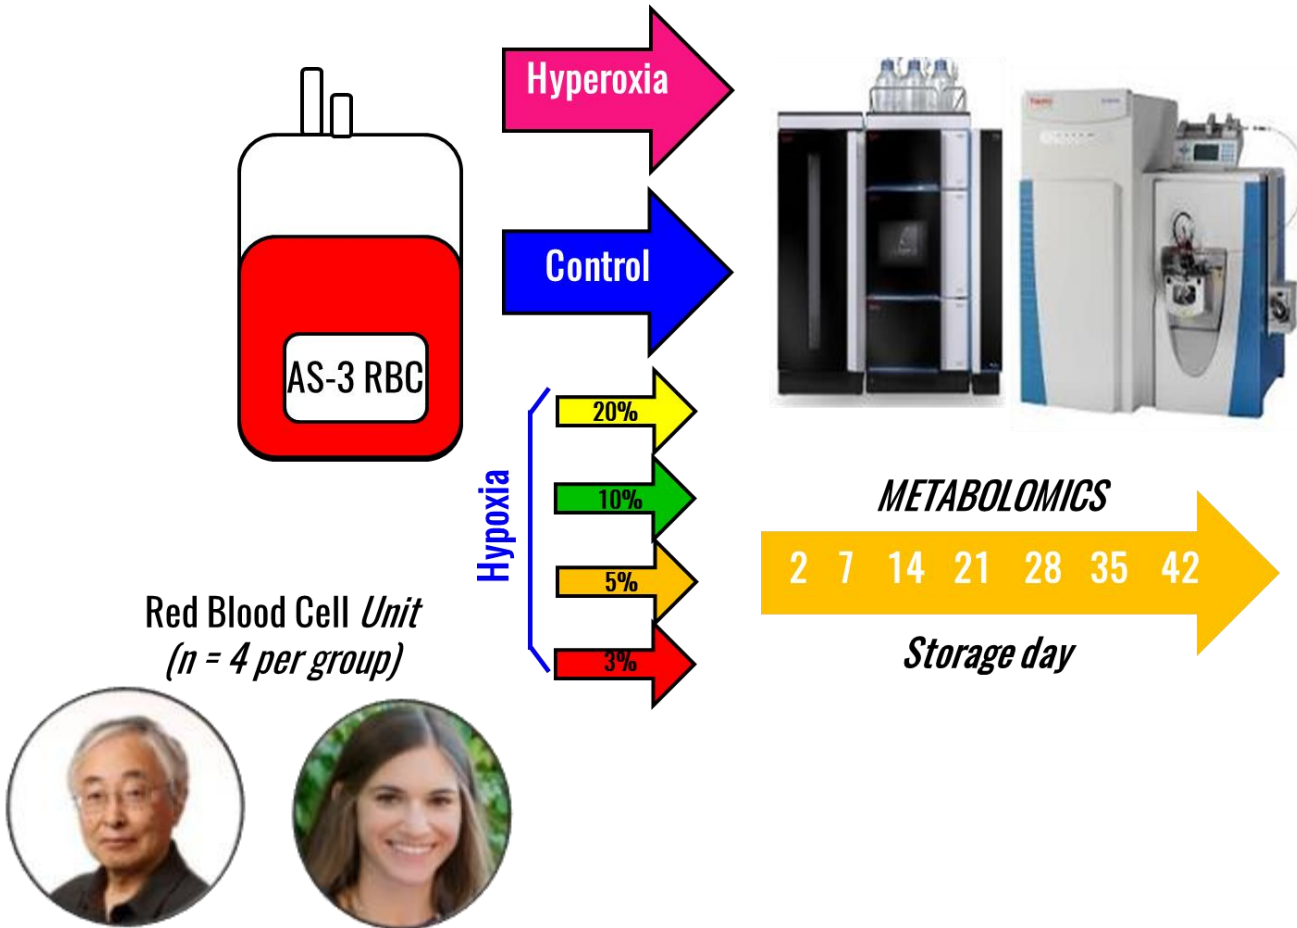 Hyperoxia
Control
AS-3 RBC
Hypoxia
20%
10%
5%
3%
METABOLOMICS
2 7 14 21 28 35 42
Storage day
Red Blood Cell Unit
(n = 4 per group)